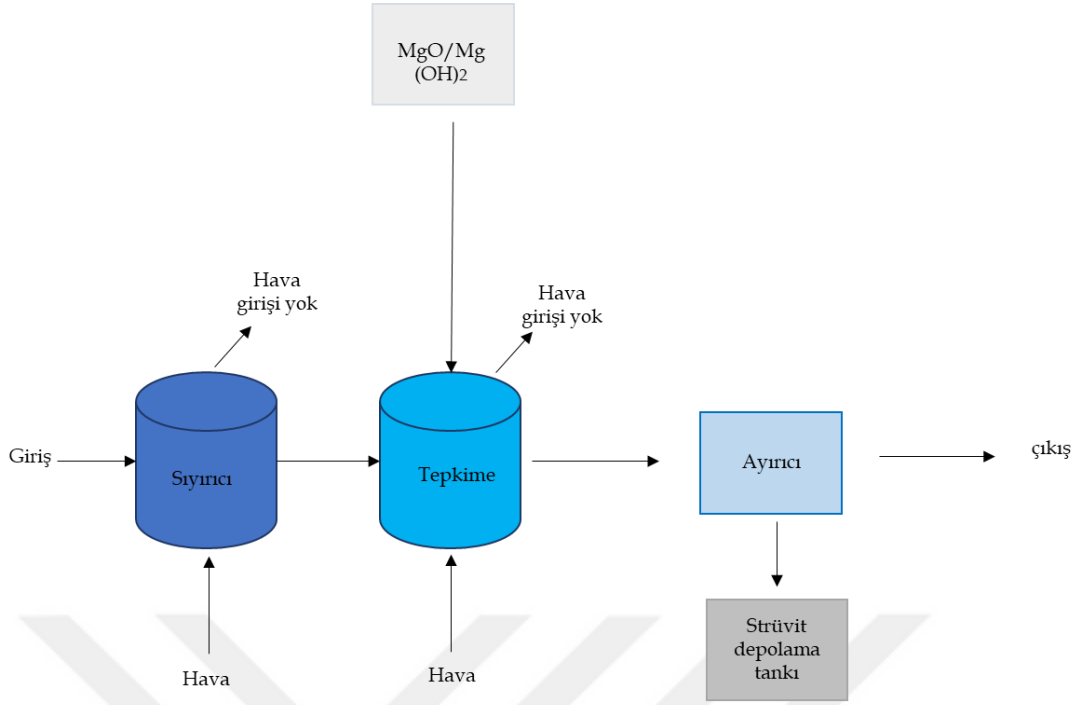 MgO/Mg
(OH)2
Hava
girişi yok
Hava
girişi yok
Giriş
Sıyırıcı
Tepkime
Ayırıcı
çıkış
Strüvit
depolama
tankı
Hava
Hava